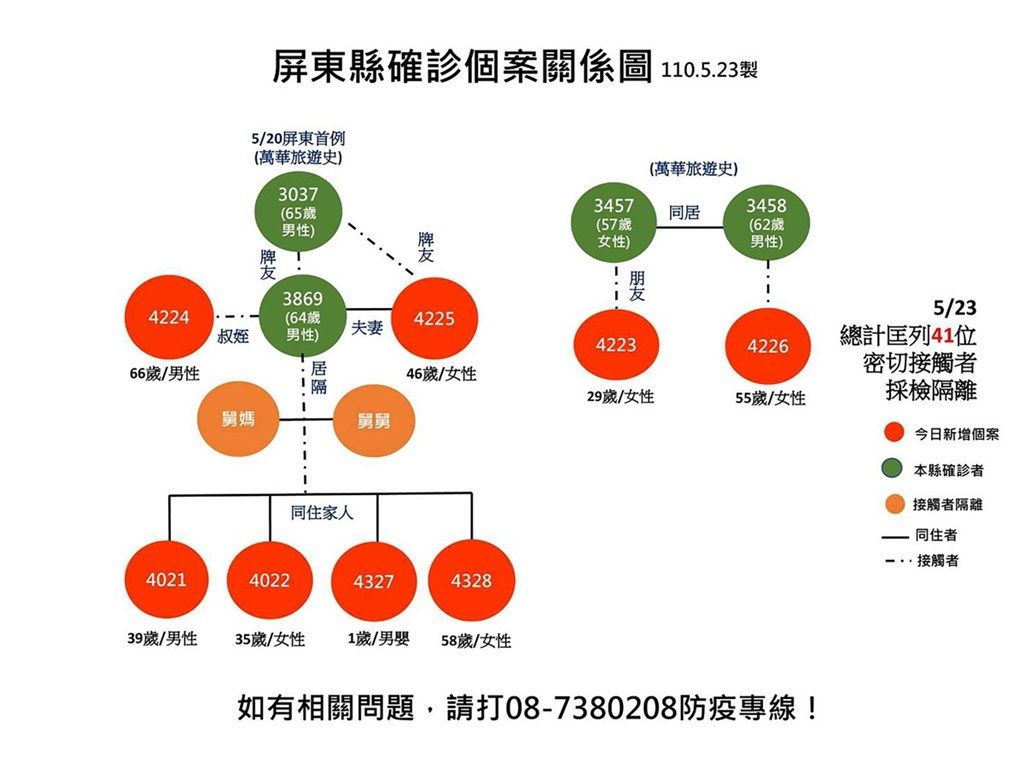 屏東縣確診個案關係圖 110.5.23製
5/20屏東首例
(萬華旅遊史)
3037
(65歲
男性)
牌友
牌友
4224
66歲/男性
叔姪
3869
(64歲
男性)
夫妻
4225
46歲/女性
居隔
舅媽
舅舅
同住家人
4021
39歲/男性
4022
35歲/女性
4327
1歲/男嬰
4328
58歲/女性
(萬華旅遊史)
3457
(57歲
女性)
同居
3458
(62歲
男性)
朋友
4223
29歲/女性
4226
55歲/女性
5/23
總計匡列41位
密切接觸者
採檢隔離
今日新增個案
本縣確診者
接觸者隔離
同住者
接觸者
如有相關問題，請打08-7380208防疫專線！